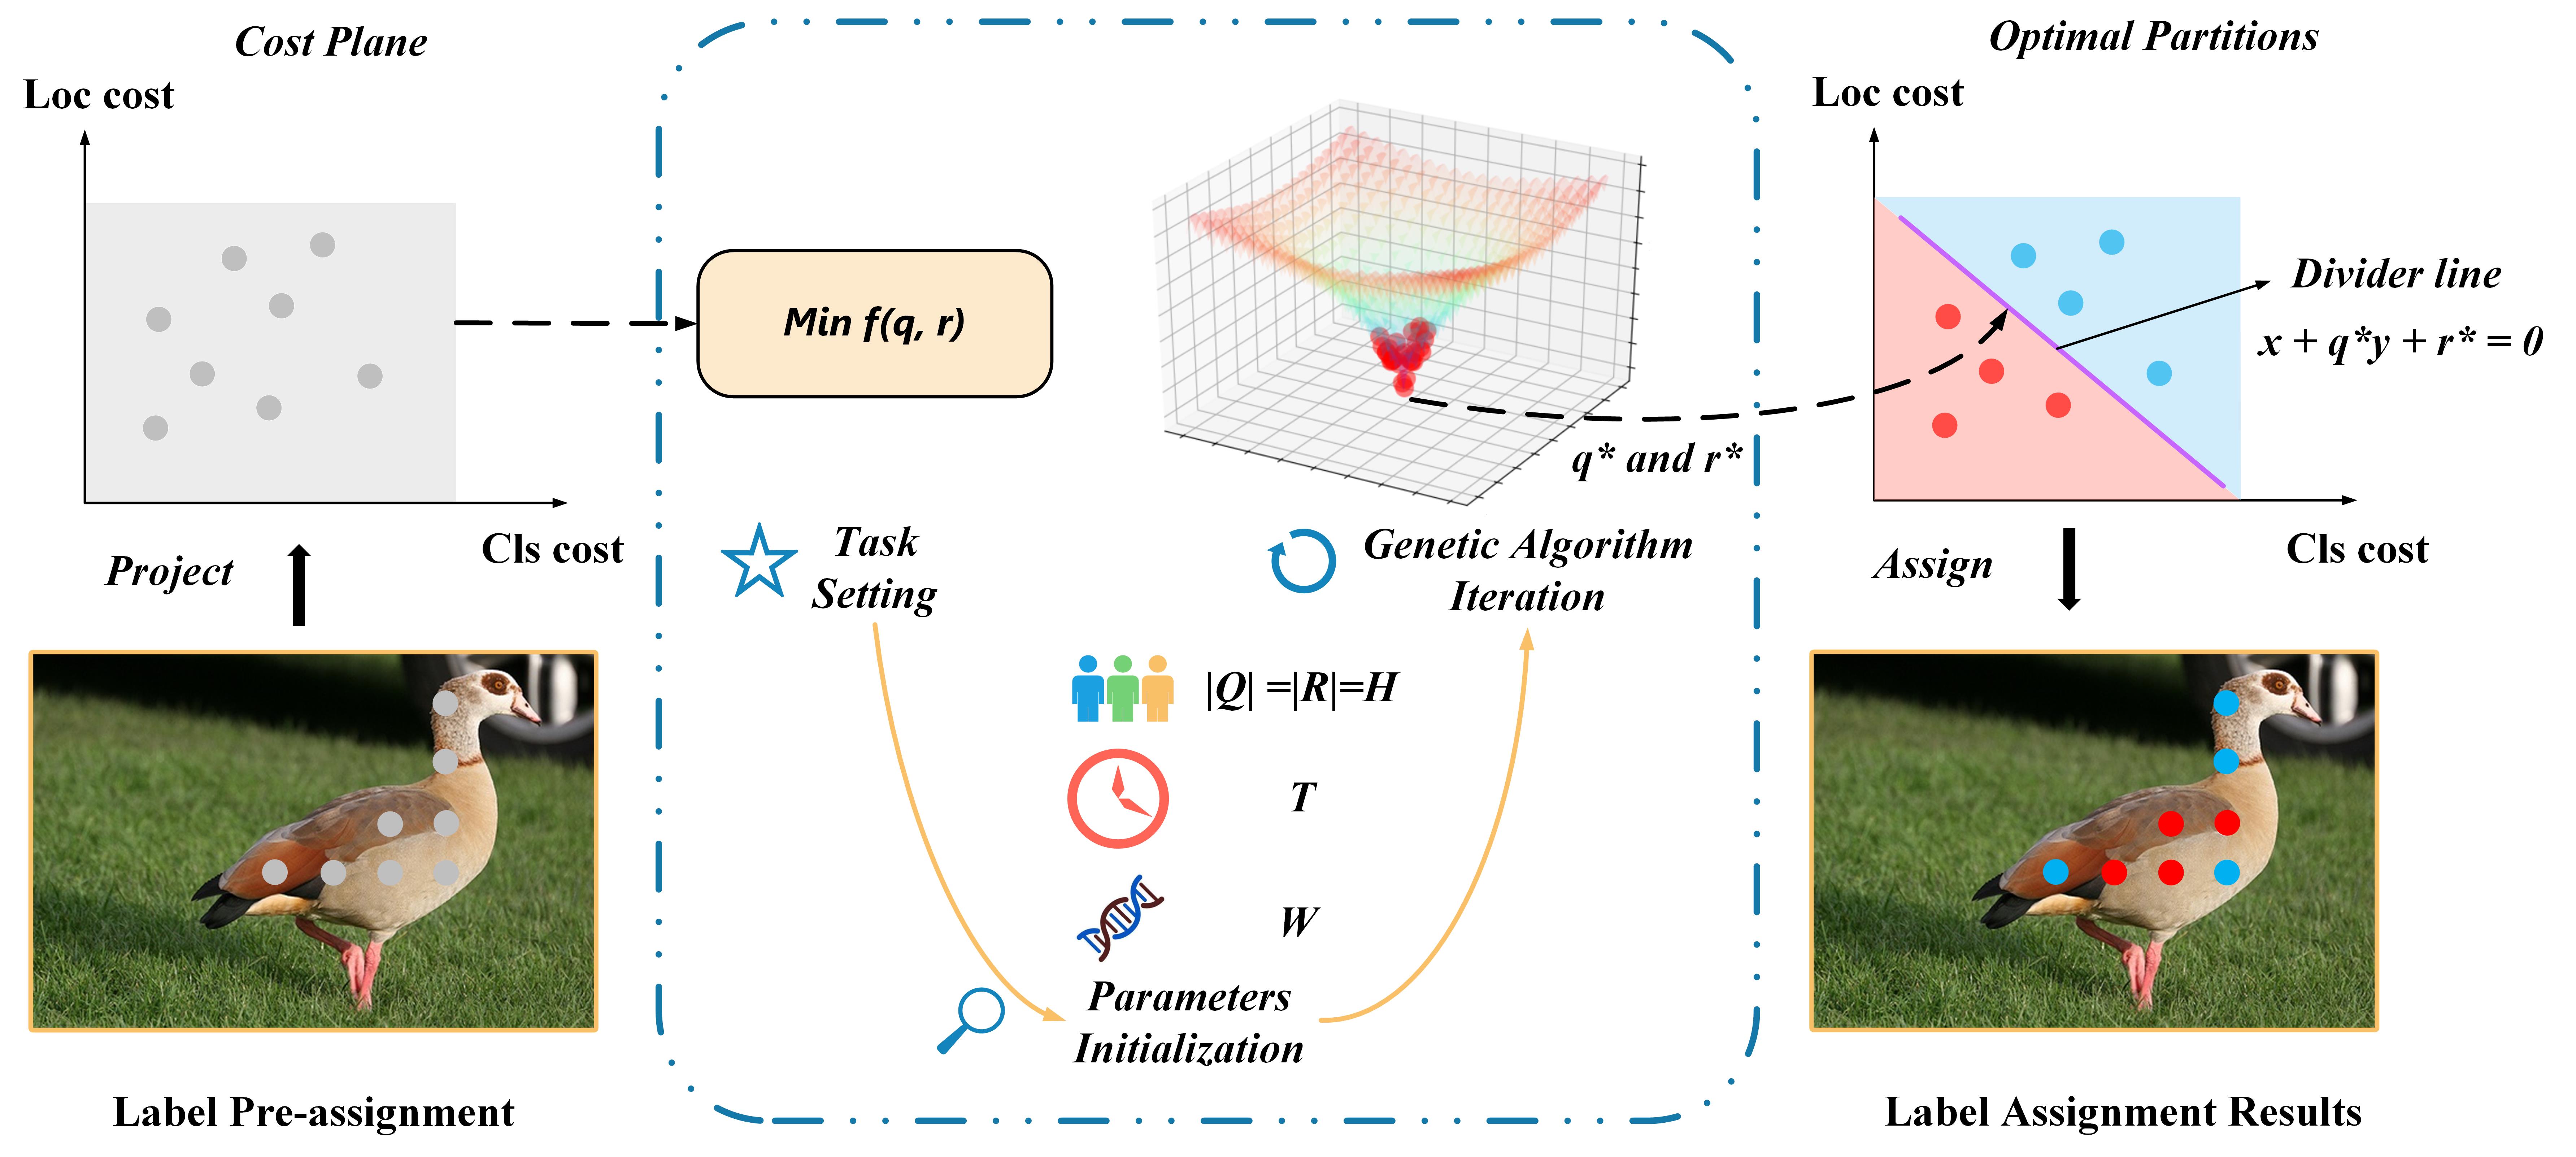 Cost Plane
Loc cost
Cls cost
Project
Label Pre-assignment
Min f(q, r)
q* and r*
Task
Setting
Genetic Algorithm
Iteration
|Q| =|R|=H
T
W
Parameters
Initialization
Optimal Partitions
Loc cost
Divider line
x + q*y + r* = 0
Cls cost
Assign
Label Assignment Results